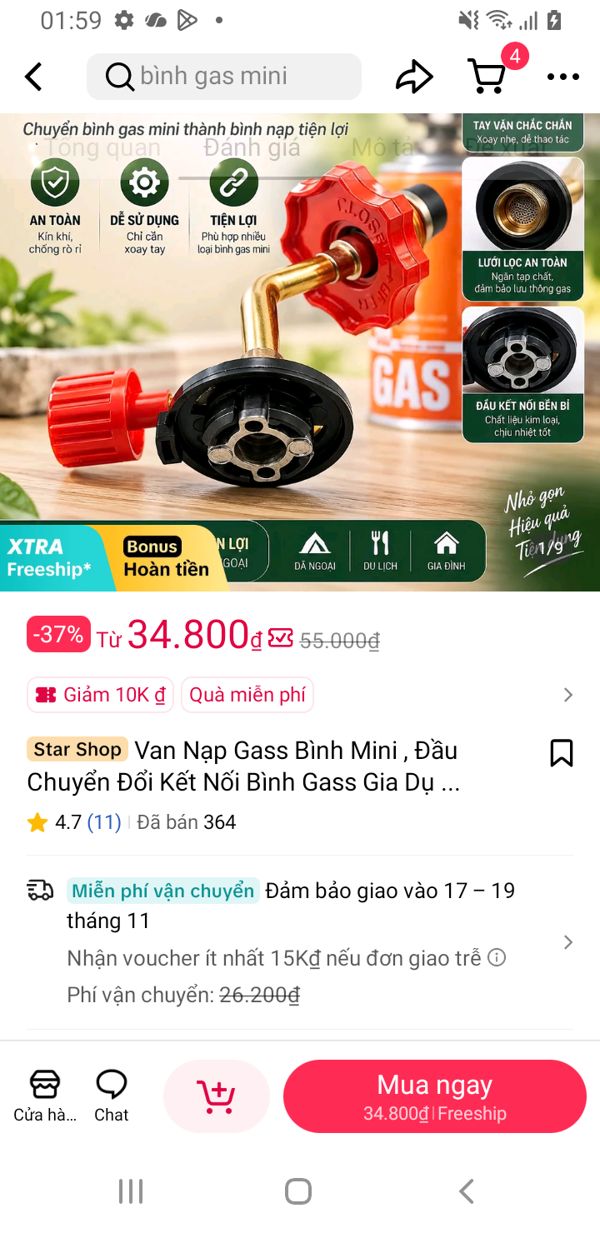 01:59
bình gas mini
4
Chuyển bình gas mini thành bình nạp tiện lợi
Tổng quan Đánh giá Mô tả
TAY VẶN CHẮC CHẮN
Xoay nhẹ, dễ thao tác
AN TOÀN
Kín khí,
chống rò rỉ
DỄ SỬ DỤNG
Chỉ cần
xoay tay
TIỆN LỢI
Phù hợp nhiều
loại bình gas mini
CLOSE
GAS
LƯỚI LỌC AN TOÀN
Ngăn tạp chất,
đảm bảo lưu thông gas
ĐẦU KẾT NỐI BỀN BỈ
Chất liệu kim loại,
chịu nhiệt tốt
Nhỏ gọn
Hiệu quả
Tiện dụng
1/9
XTRA
Freeship*
Bonus
Hoàn tiền
N LỢI
GOẠI
DÃ NGOẠI
DU LỊCH
GIA ĐÌNH
-37% Từ 34.800₫ 55.000₫
Giảm 10K ₫ Quà miễn phí
Star Shop Van Nạp Gass Bình Mini , Đầu
Chuyển Đổi Kết Nối Bình Gass Gia Dụ ...
4.7 (11) Đã bán 364
Miễn phí vận chuyển Đảm bảo giao vào 17 – 19
tháng 11
Nhận voucher ít nhất 15K₫ nếu đơn giao trễ
Phí vận chuyển: 26.200₫
Cửa hà...
Chat
Mua ngay
34.800₫ Freeship